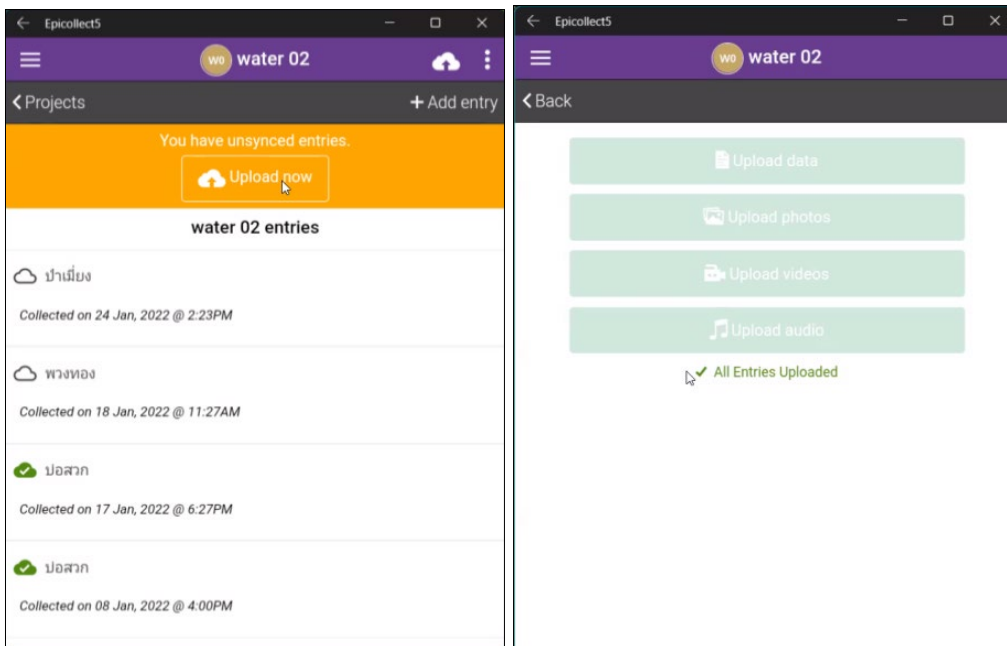 Epicollect5
WO water 02
Projects
+ Add entry
You have unsynced entries.
Upload now
water 02 entries
ป่าเมี่ยง
Collected on 24 Jan, 2022 @ 2:23PM
พวงทอง
Collected on 18 Jan, 2022 @ 11:27AM
บ่อสวก
Collected on 17 Jan, 2022 @ 6:27PM
บ่อสวก
Collected on 08 Jan, 2022 @ 4:00PM
Epicollect5
WO water 02
Back
Upload data
Upload photos
Upload videos
Upload audio
All Entries Uploaded